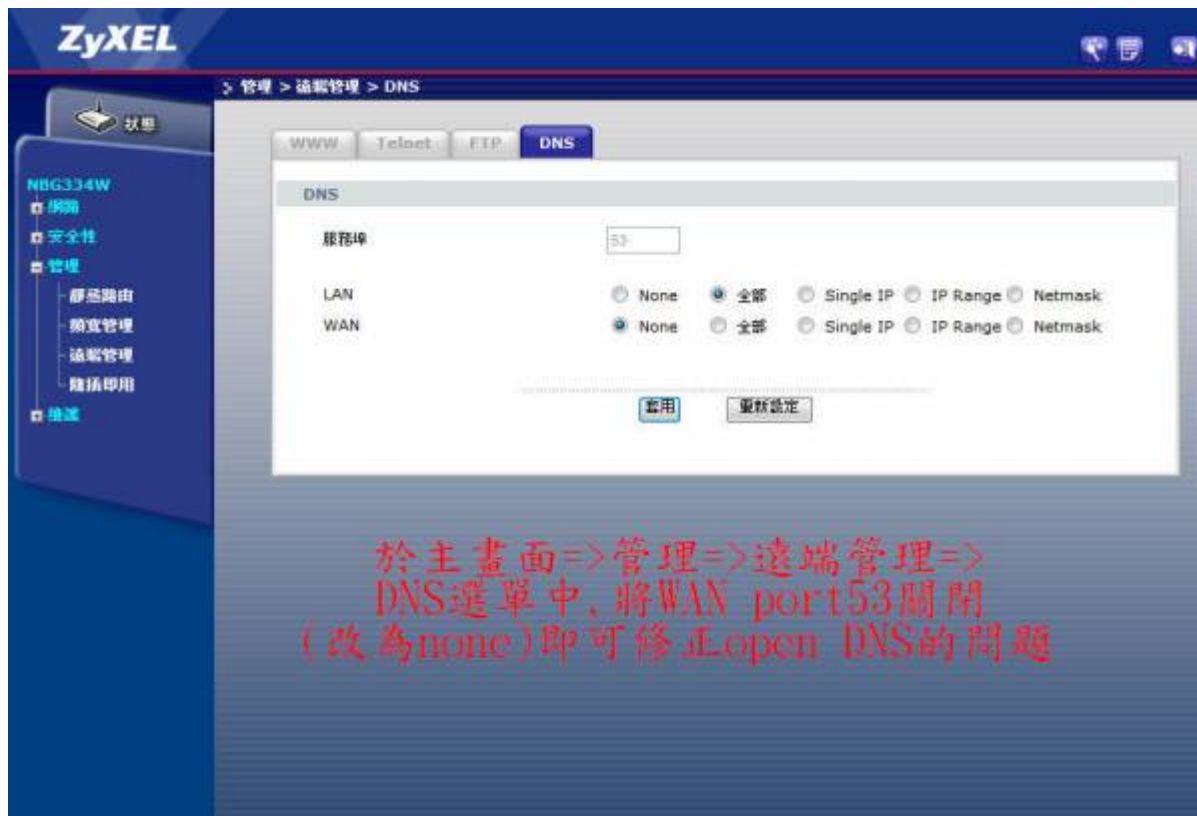 ZyXEL
管理 > 遠端管理 > DNS
狀態
WWW Telnet FTP DNS
NBG334W
網路
安全性
管理
靜態路由
頻寬管理
遠端管理
隨插即用
維護
DNS
服務埠 53
LAN None 全部 Single IP IP Range Netmask
WAN None 全部 Single IP IP Range Netmask
套用 重新設定
於主畫面=>管理=>遠端管理=>
DNS選單中,將WAN port53關閉
(改為none)即可修正open DNS的問題